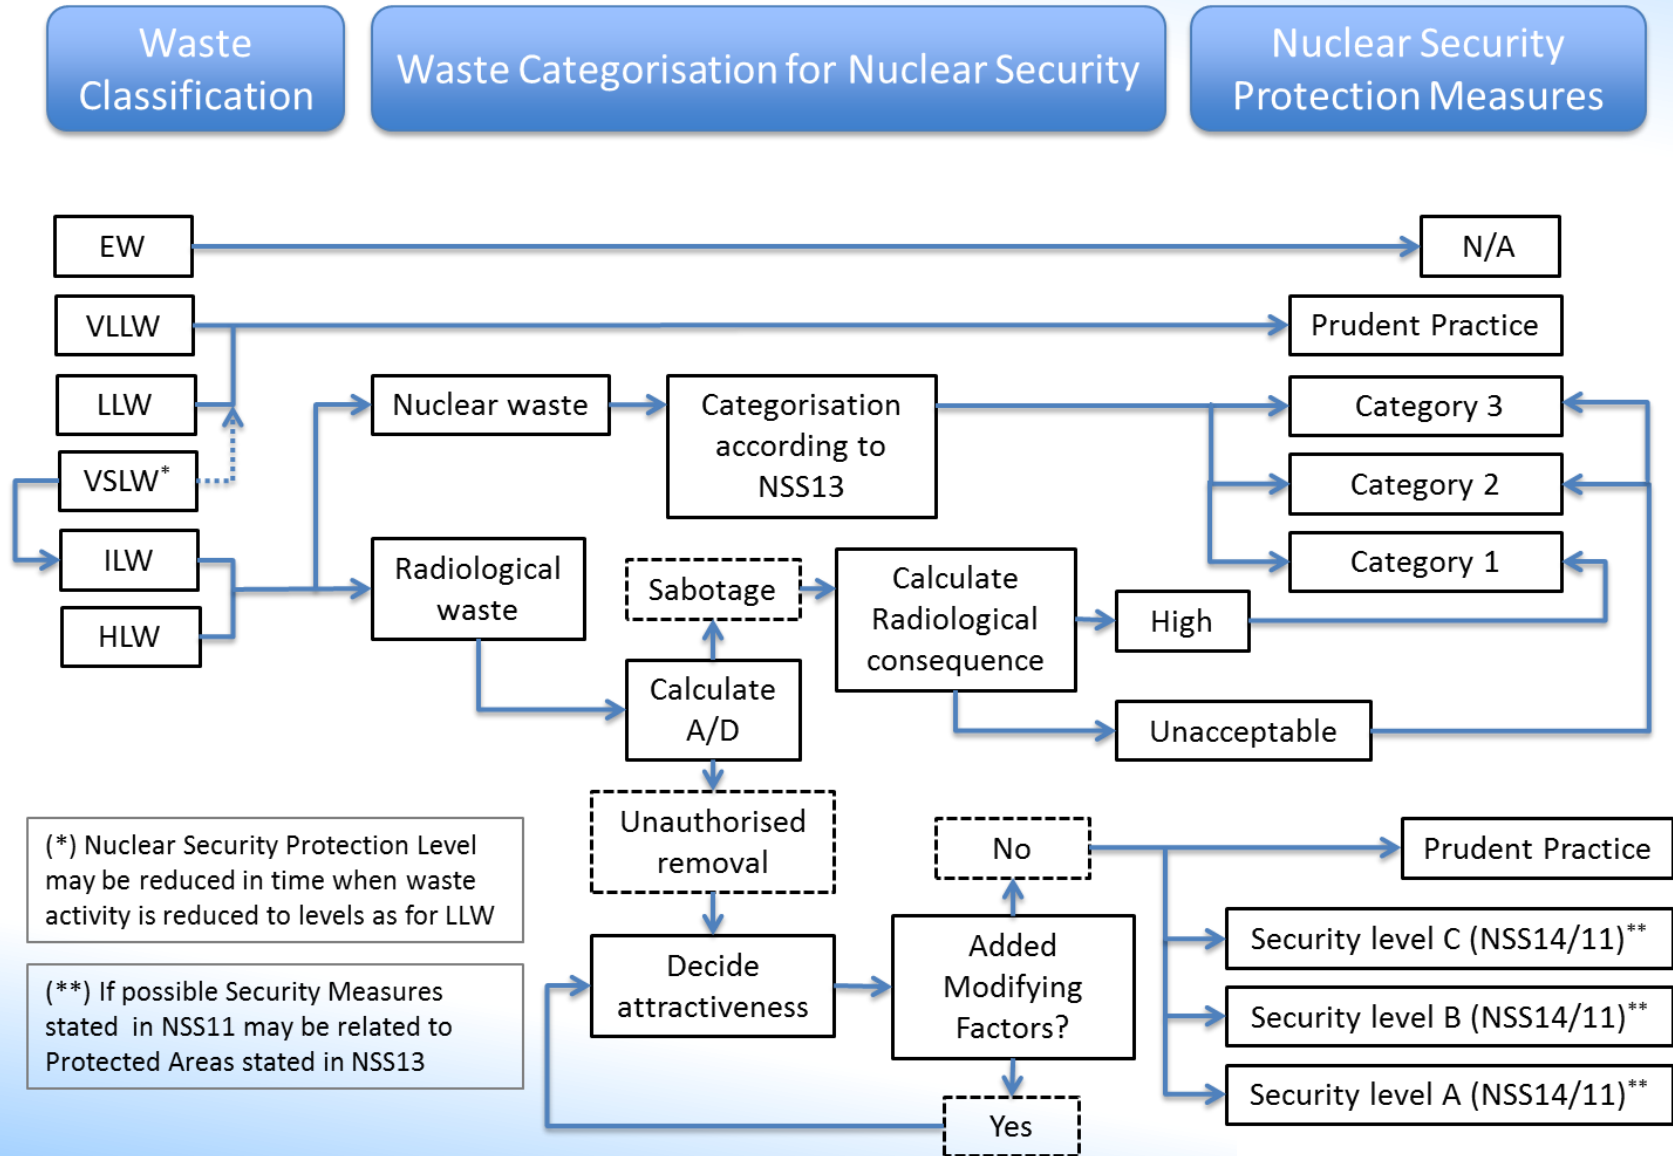 Waste
Classification
Waste Categorisation for Nuclear Security
Nuclear Security
Protection Measures
EW
N/A
VLLW
Prudent Practice
LLW
Nuclear waste
Categorisation
according to
NSS13
Category 3
VSLW*
Category 2
ILW
Radiological
waste
Sabotage
Calculate
Radiological
consequence
Category 1
HLW
High
Calculate
A/D
Unacceptable
Unauthorised
removal
No
Prudent Practice
(*) Nuclear Security Protection Level
may be reduced in time when waste
activity is reduced to levels as for LLW
Decide
attractiveness
Added
Modifying
Factors?
Security level C (NSS14/11)**
(**) If possible Security Measures
stated in NSS11 may be related to
Protected Areas stated in NSS13
Security level B (NSS14/11)**
Security level A (NSS14/11)**
Yes